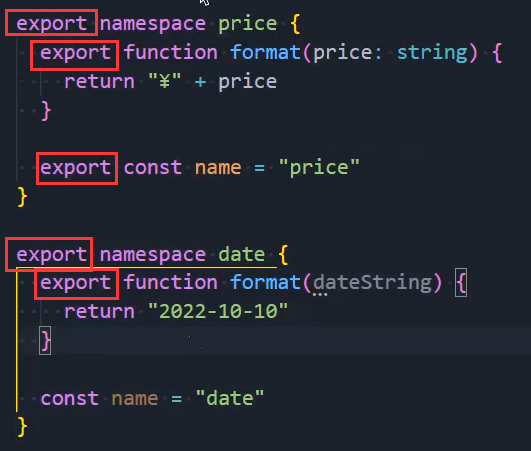 export namespace price {
export function format(price: string) {
return "¥" + price
}
export const name = "price"
}
export namespace date {
export function format(dateString) {
return "2022-10-10"
}
const name = "date"
}